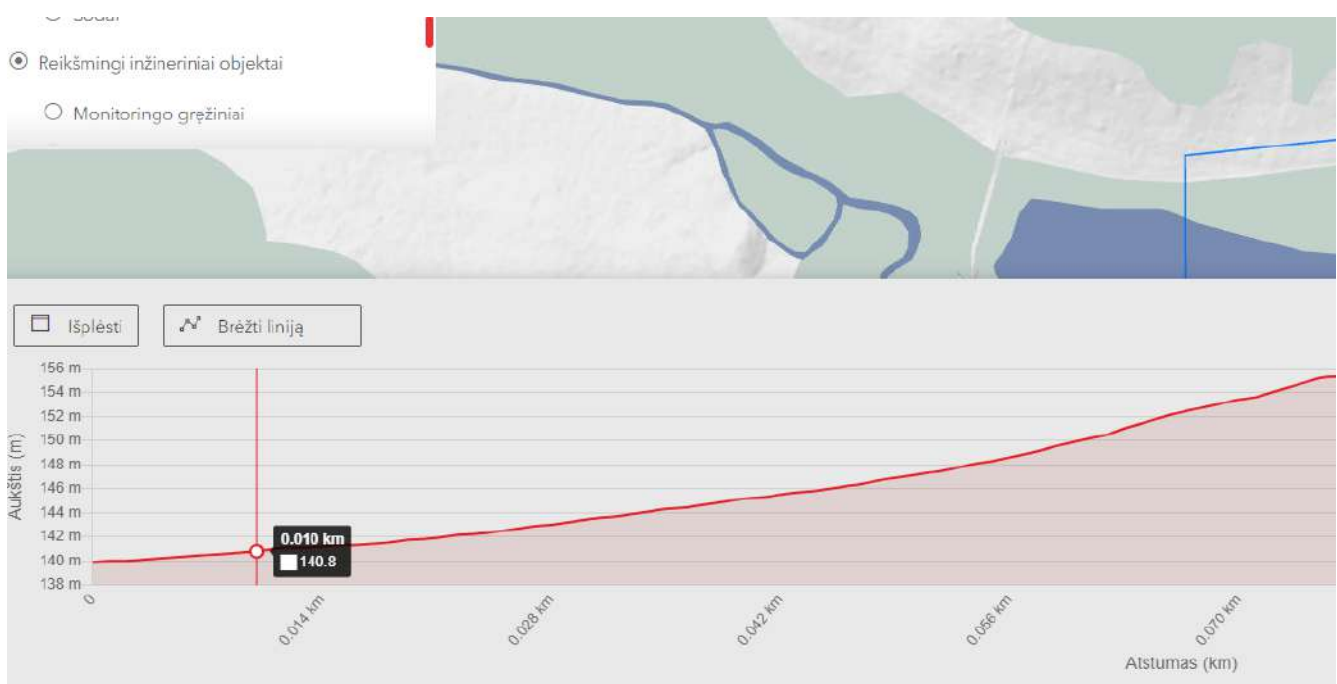 Sodai
Reikšmingi inžineriniai objektai
Monitoringo gręžiniai
Išplėsti
Brėžti liniją
156 m
154 m
152 m
150 m
148 m
146 m
144 m
142 m
140 m
138 m
Aukštis (m)
0.010 km
140.8
0
0.014 km
0.028 km
0.042 km
0.056 km
0.070 km
Atstumas (km)